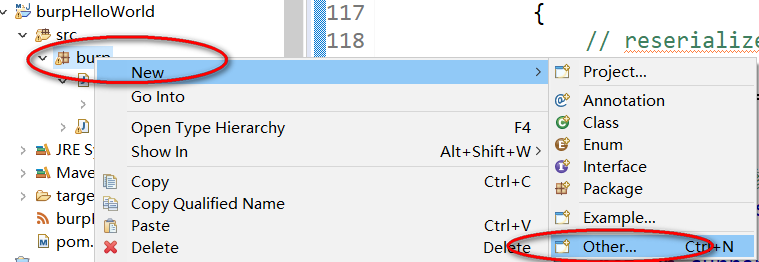 burpHelloWorld
src
burp
JRE Sy
Mave
targe
burpl
pom.
117
{
118
// reserialize
New
Go Into
Open Type Hierarchy F4
Show In Alt+Shift+W
Copy Ctrl+C
Copy Qualified Name
Paste Ctrl+V
Delete Delete
Project...
Annotation
Class
Enum
Interface
Package
Example...
Other... Ctrl+N